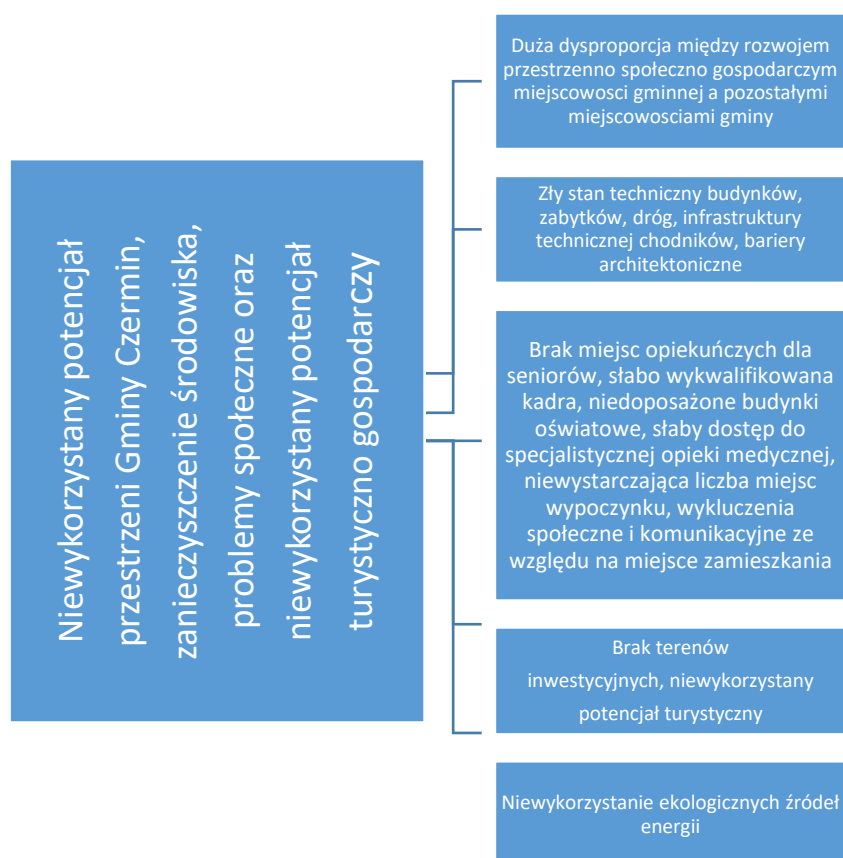 Niewykorzystany potencjał
przestrzeni Gminy Czermin,
zanieczyszczenie środowiska,
problemy społeczne oraz
niewykorzystany potencjał
turystyczno gospodarczy
Duża dysproporcja między rozwojem
przestrzenno społeczno gospodarczym
miejscowosci gminnej a pozostałymi
miejscowosciami gminy
Zły stan techniczny budynków,
zabytków, dróg, infrastruktury
technicznej chodników, bariery
architektoniczne
Brak miejsc opiekuńczych dla
seniorów, słabo wykwalifikowana
kadra, niedoposażone budynki
oświatowe, słaby dostęp do
specjalistycznej opieki medycznej,
niewystarczająca liczba miejsc
wypoczynku, wykluczenia
społeczne i komunikacyjne ze
względu na miejsce zamieszkania
Brak terenów
inwestycyjnych, niewykorzystany
potencjał turystyczny
Niewykorzystanie ekologicznych źródeł
energii